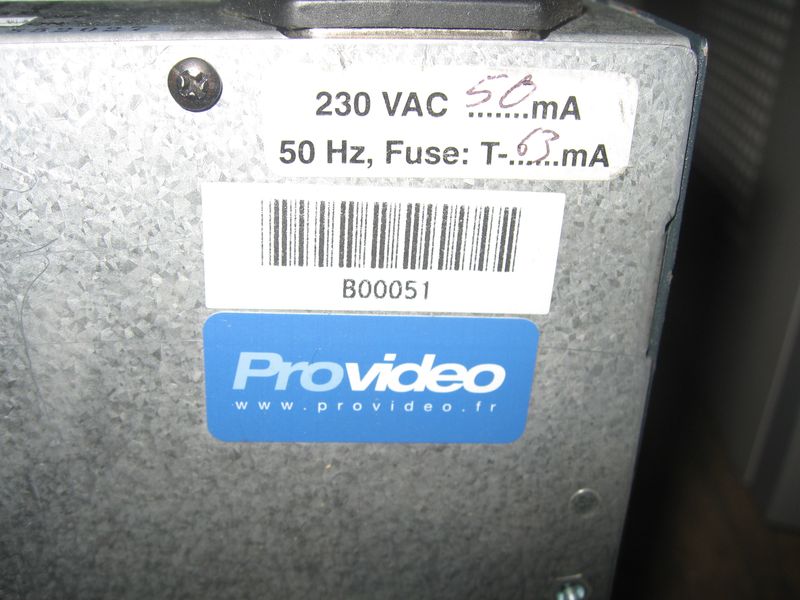 230 VAC 50 mA
50 Hz, Fuse: T-63 mA
B00051
Provideo
www.provideo.fr